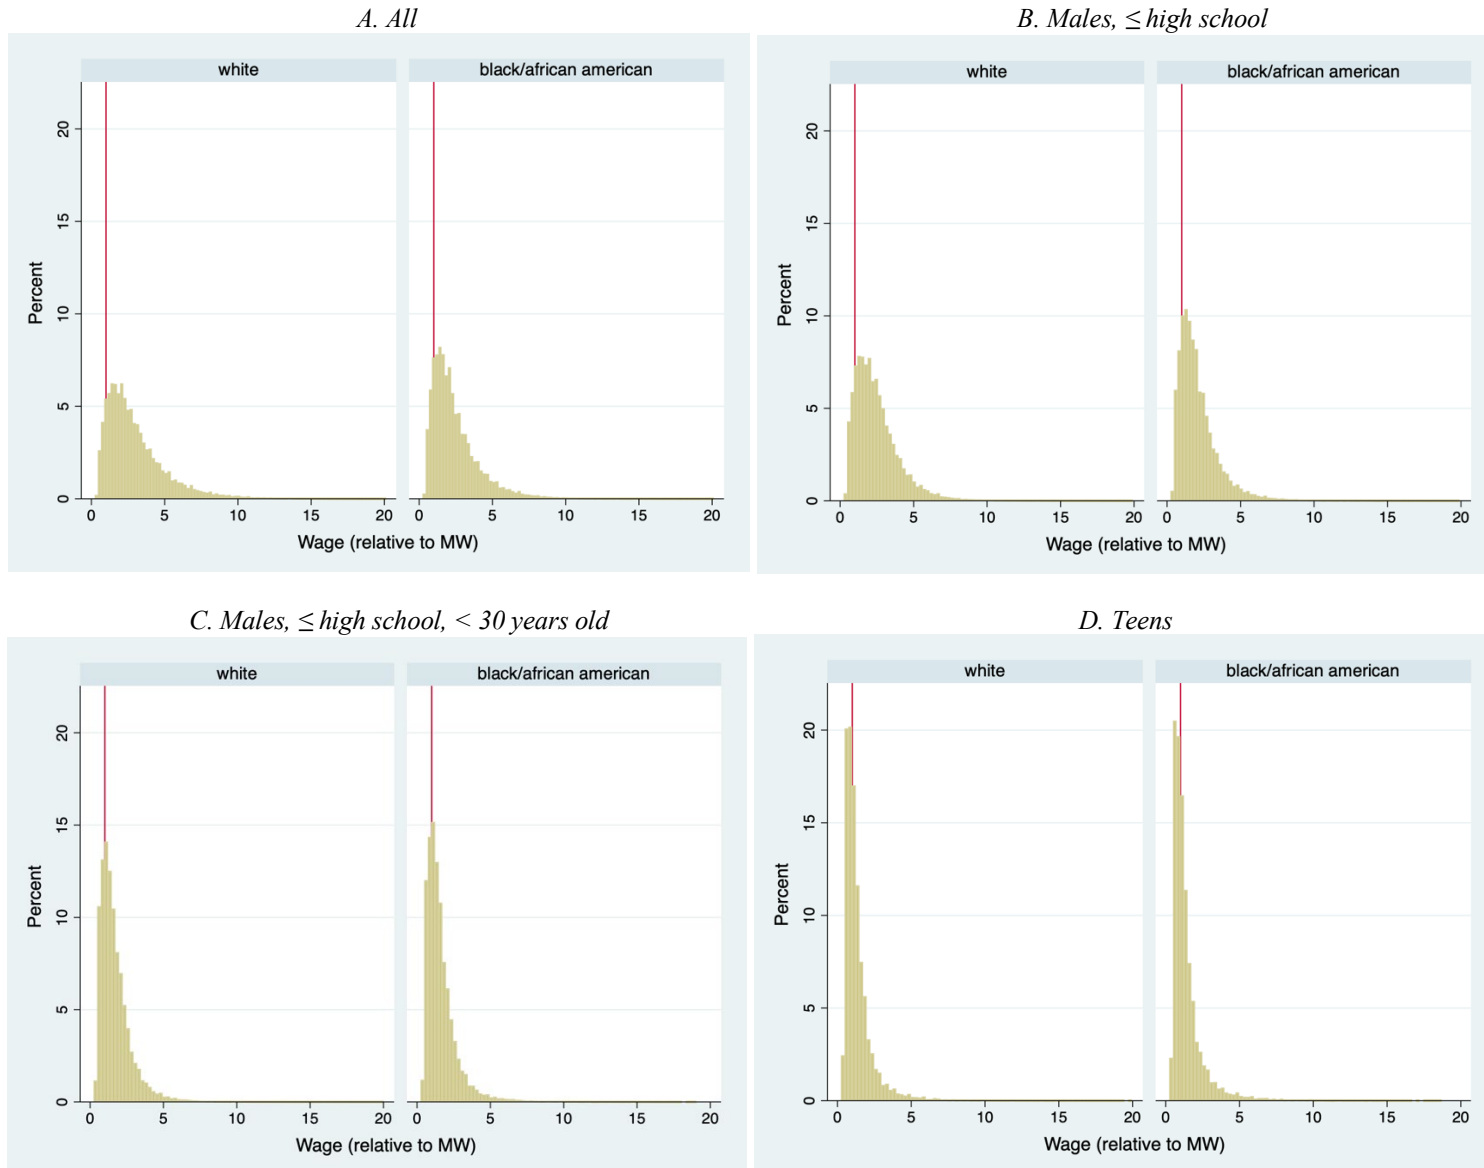 A. All
white
black/african american
Percent
20
15
10
5
0
0 5 10 15 20
0 5 10 15 20
Wage (relative to MW)
B. Males, ≤ high school
white
black/african american
Percent
20
15
10
5
0
0 5 10 15 20
0 5 10 15 20
Wage (relative to MW)
C. Males, ≤ high school, < 30 years old
white
black/african american
Percent
20
15
10
5
0
0 5 10 15 20
0 5 10 15 20
Wage (relative to MW)
D. Teens
white
black/african american
Percent
20
15
10
5
0
0 5 10 15 20
0 5 10 15 20
Wage (relative to MW)